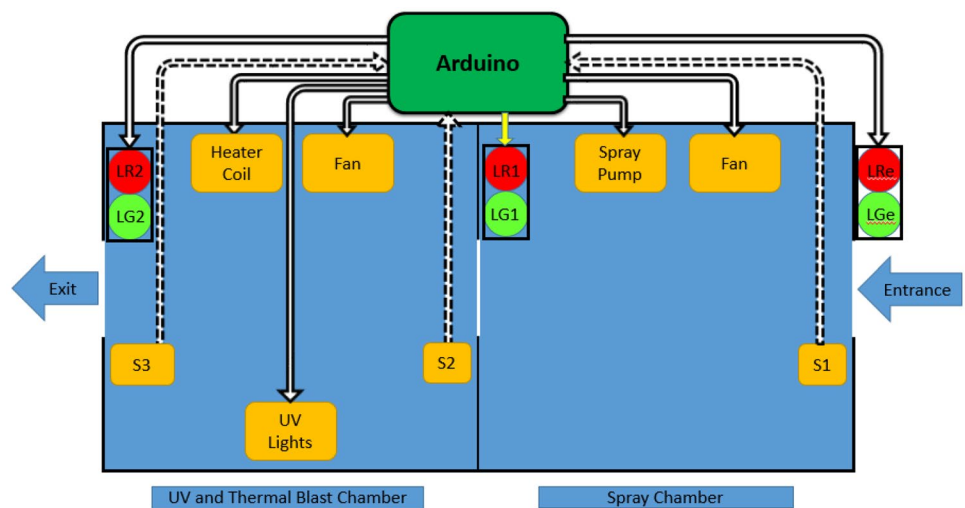 Arduino
LR2
LG2
Heater
Coil
Fan
LR1
LG1
Spray
Pump
Fan
LRe
LGe
Exit
Entrance
S3
S2
S1
UV
Lights
UV and Thermal Blast Chamber
Spray Chamber